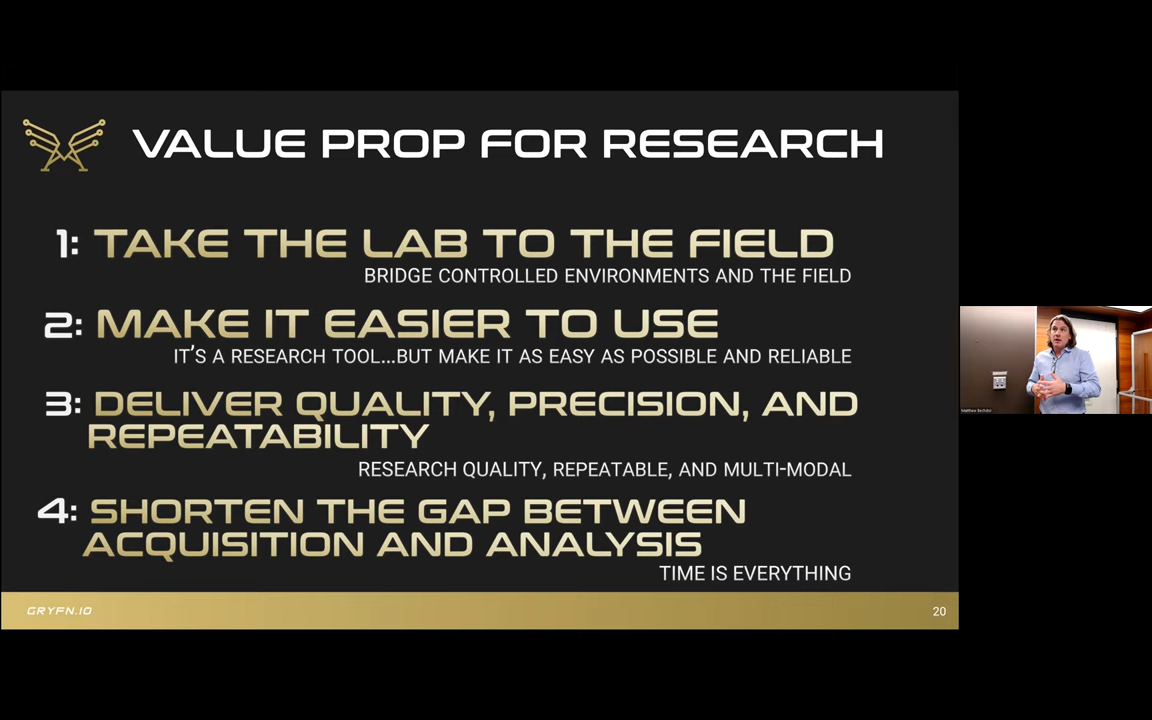 VALUE PROP FOR RESEARCH
1: TAKE THE LAB TO THE FIELD
BRIDGE CONTROLLED ENVIRONMENTS AND THE FIELD
2: MAKE IT EASIER TO USE
IT'S A RESEARCH TOOL...BUT MAKE IT AS EASY AS POSSIBLE AND RELIABLE
3: DELIVER QUALITY, PRECISION, AND
REPEATABILITY
RESEARCH QUALITY, REPEATABLE, AND MULTI-MODAL
4: SHORTEN THE GAP BETWEEN
ACQUISITION AND ANALYSIS
TIME IS EVERYTHING
GRYFN.IO
20
Matthew